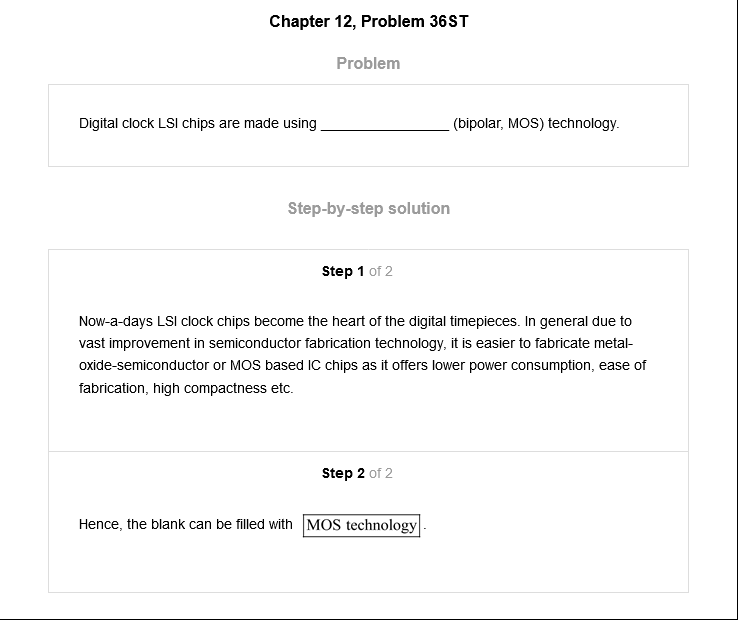 Chapter 12, Problem 36ST
Problem
Digital clock LSI chips are made using ________________ (bipolar, MOS) technology.
Step-by-step solution
Step 1 of 2
Now-a-days LSI clock chips become the heart of the digital timepieces. In general due to
vast improvement in semiconductor fabrication technology, it is easier to fabricate metal-
oxide-semiconductor or MOS based IC chips as it offers lower power consumption, ease of
fabrication, high compactness etc.
Step 2 of 2
Hence, the blank can be filled with MOS technology.